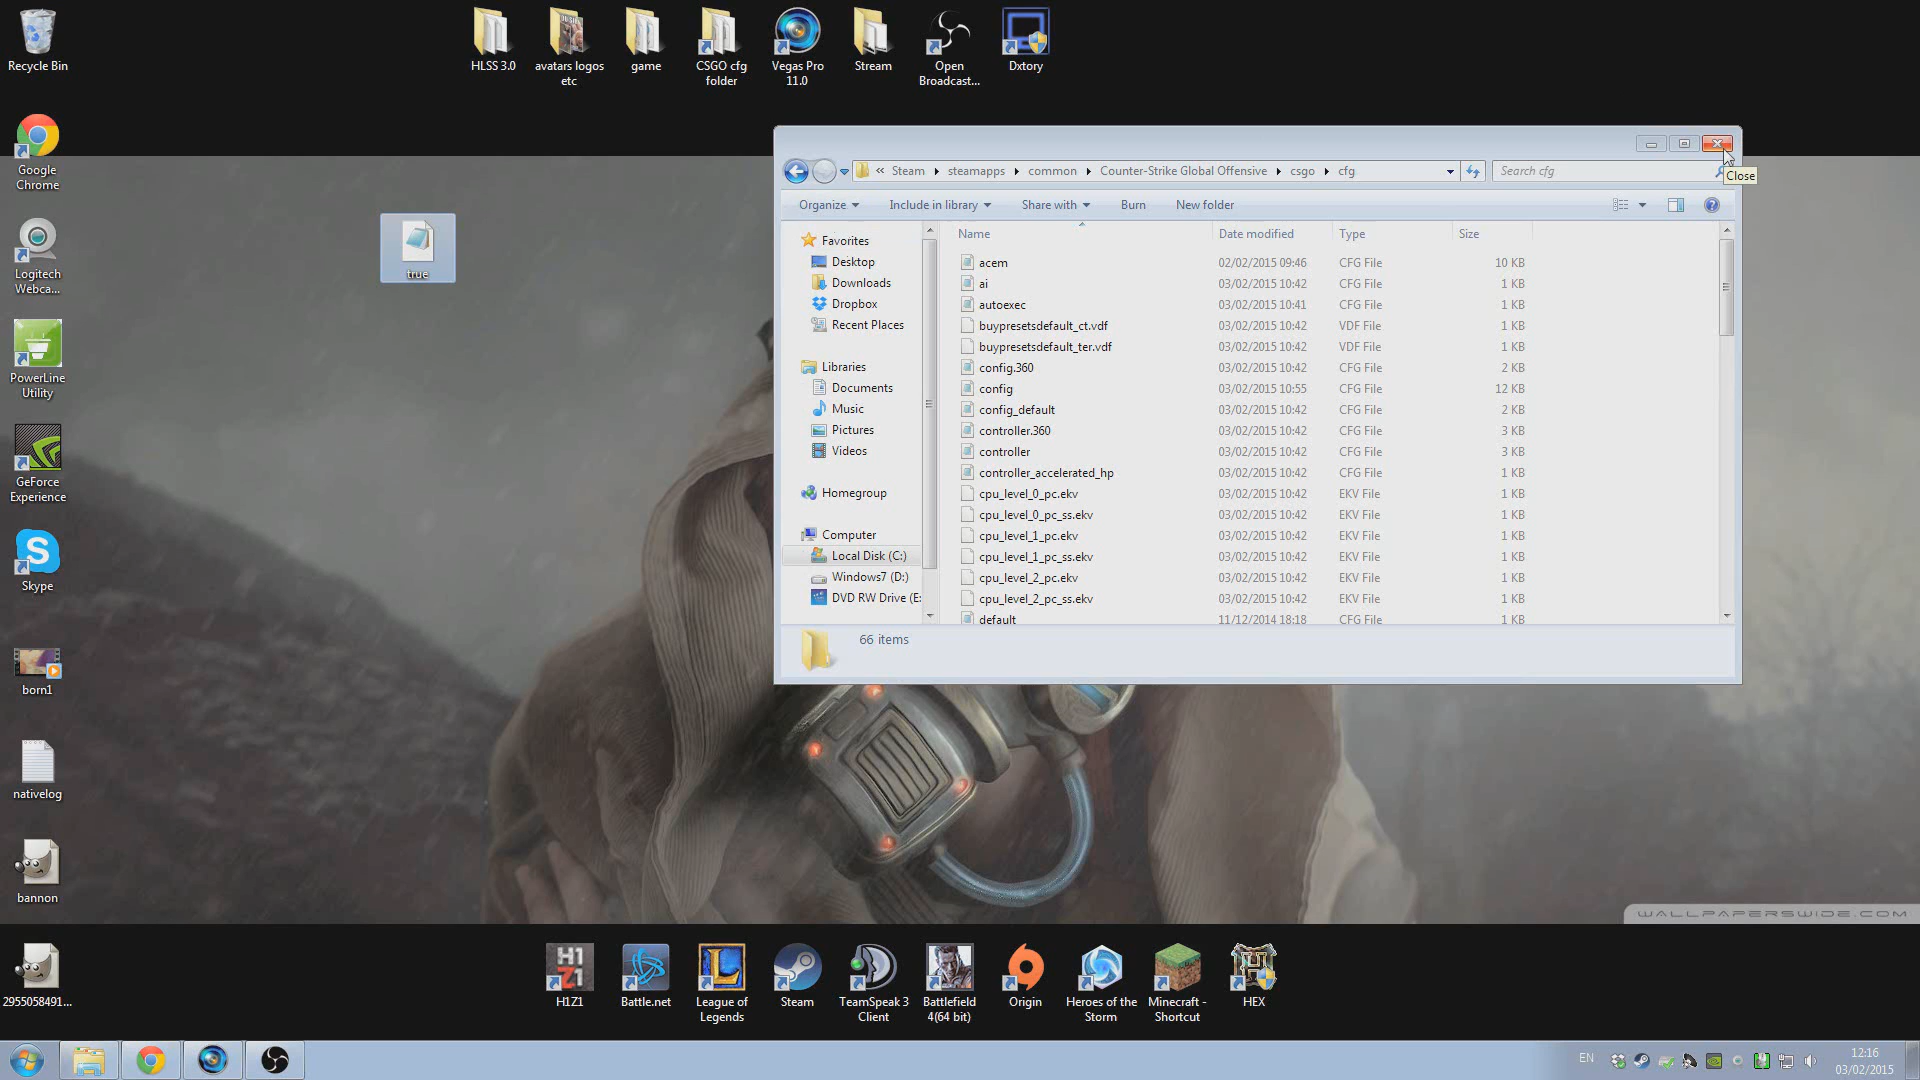 Recycle Bin
HLSS 3.0
avatars logos
etc
game
CSGO cfg
folder
Vegas Pro
11.0
Stream
Open
Broadcast...
Dxtory
Google
Chrome
Logitech
Webca...
PowerLine
Utility
GeForce
Experience
Skype
born1
nativelog
bannon
2955058491...
true
« Steam ▸ steamapps ▸ common ▸ Counter-Strike Global Offensive ▸ csgo ▸ cfg
Search cfg
Close
Organize
Include in library
Share with
Burn
New folder
Favorites
Desktop
Downloads
Dropbox
Recent Places
Libraries
Documents
Music
Pictures
Videos
Homegroup
Computer
Local Disk (C:)
Windows7 (D:)
DVD RW Drive (E:
Name Date modified Type Size
acem 02/02/2015 09:46 CFG File 10 KB
ai 03/02/2015 10:42 CFG File 1 KB
autoexec 03/02/2015 10:41 CFG File 1 KB
buypresetsdefault_ct.vdf 03/02/2015 10:42 VDF File 1 KB
buypresetsdefault_ter.vdf 03/02/2015 10:42 VDF File 1 KB
config.360 03/02/2015 10:42 CFG File 2 KB
config 03/02/2015 10:55 CFG File 12 KB
config_default 03/02/2015 10:42 CFG File 2 KB
controller.360 03/02/2015 10:42 CFG File 3 KB
controller 03/02/2015 10:42 CFG File 3 KB
controller_accelerated_hp 03/02/2015 10:42 CFG File 1 KB
cpu_level_0_pc.ekv 03/02/2015 10:42 EKV File 1 KB
cpu_level_0_pc_ss.ekv 03/02/2015 10:42 EKV File 1 KB
cpu_level_1_pc.ekv 03/02/2015 10:42 EKV File 1 KB
cpu_level_1_pc_ss.ekv 03/02/2015 10:42 EKV File 1 KB
cpu_level_2_pc.ekv 03/02/2015 10:42 EKV File 1 KB
cpu_level_2_pc_ss.ekv 03/02/2015 10:42 EKV File 1 KB
default 11/12/2014 18:18 CFG File 1 KB
66 items
WALLPAPERSWIDE.COM
H1Z1
H1Z1
Battle.net
League of
Legends
Steam
TeamSpeak 3
Client
Battlefield
4(64 bit)
Origin
Heroes of the
Storm
Minecraft -
Shortcut
HEX
EN
12:16
03/02/2015